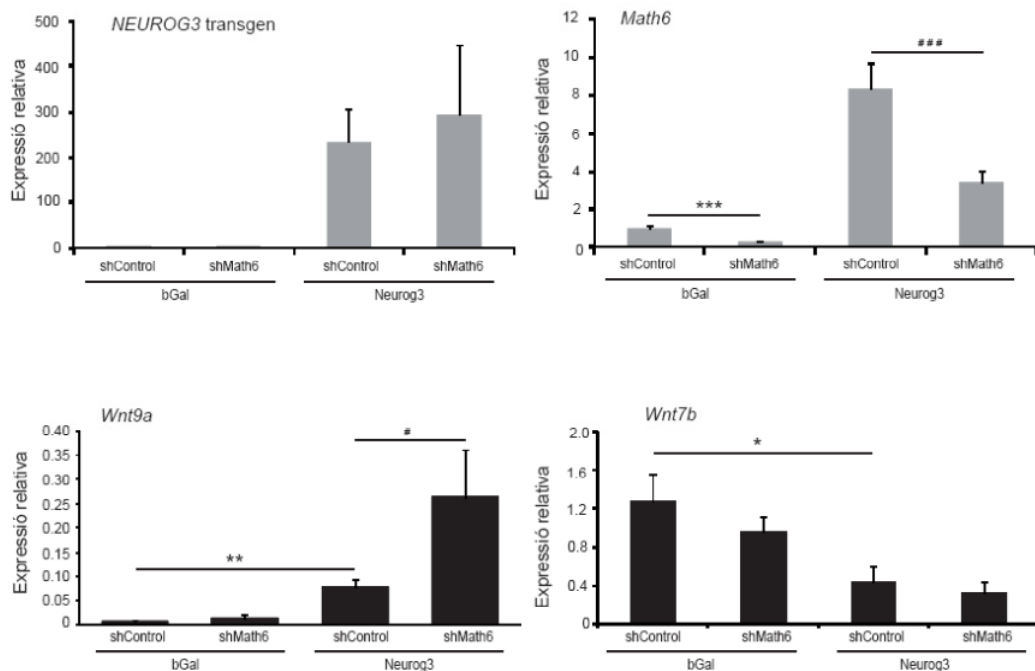 NEUROG3 transgen
Expressió relativa
500
400
300
200
100
0
shControl shMath6 shControl shMath6
bGal Neurog3
Math6
Expressió relativa
12
10
8
6
4
2
0
***
###
shControl shMath6 shControl shMath6
bGal Neurog3
Wnt9a
Expressió relativa
0.40
0.35
0.30
0.25
0.20
0.15
0.10
0.05
0
**
#
shControl shMath6 shControl shMath6
bGal Neurog3
Wnt7b
Expressió relativa
2.0
1.6
1.2
0.8
0.4
0
*
shControl shMath6 shControl shMath6
bGal Neurog3